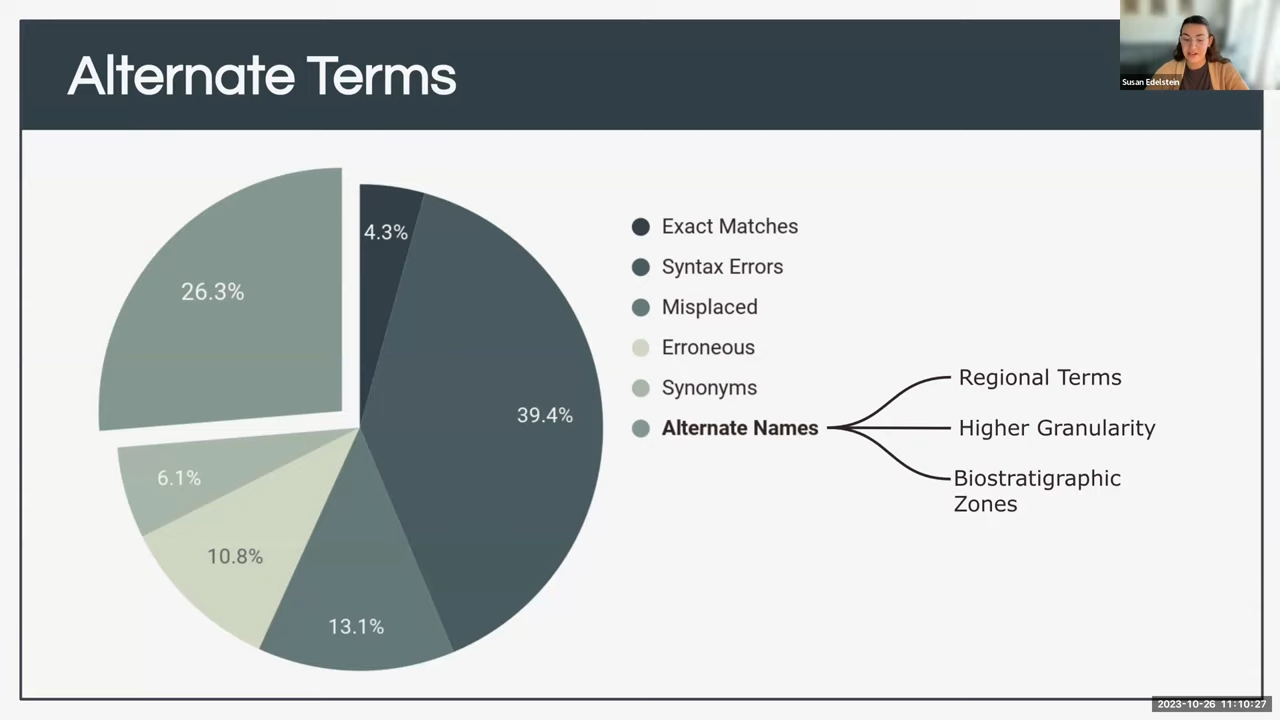 Alternate Terms
Susan Edelstein
4.3%
26.3%
39.4%
6.1%
10.8%
13.1%
Exact Matches
Syntax Errors
Misplaced
Erroneous
Synonyms
Alternate Names
Regional Terms
Higher Granularity
Biostratigraphic
Zones
2023-10-26 11:10:27